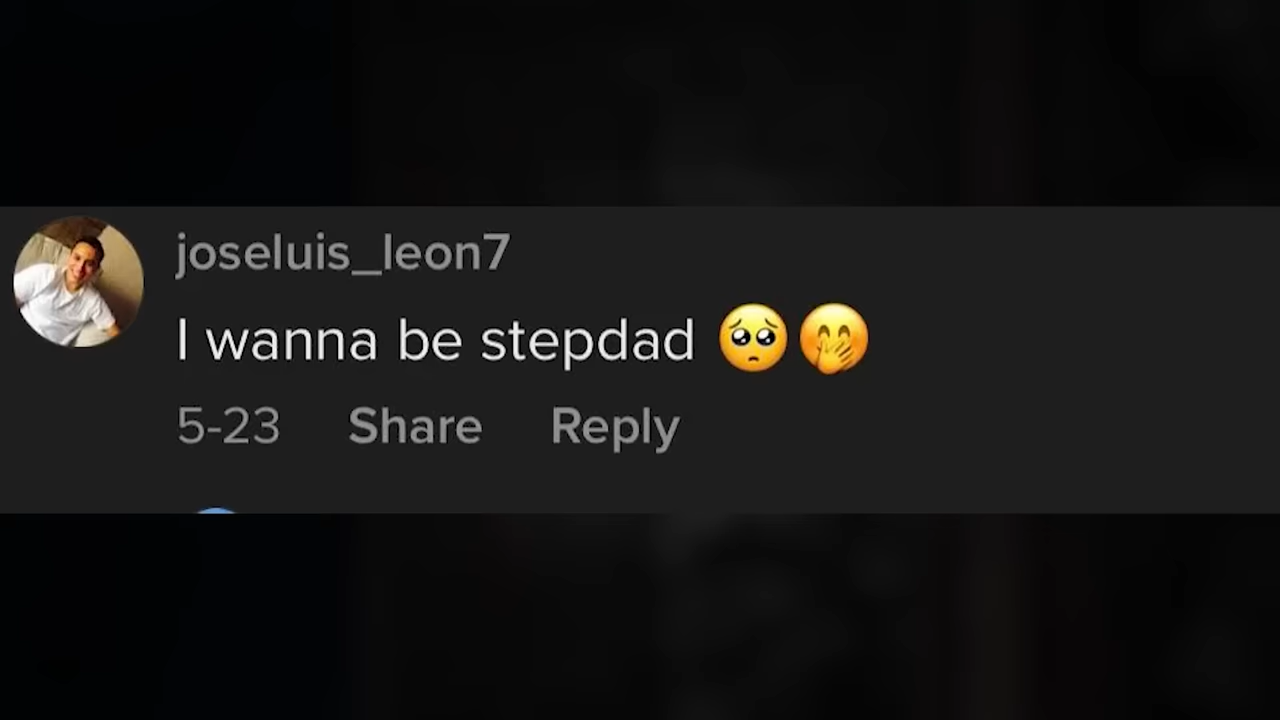 joseluis_leon7
I wanna be stepdad 🥺🤭
5-23 Share Reply